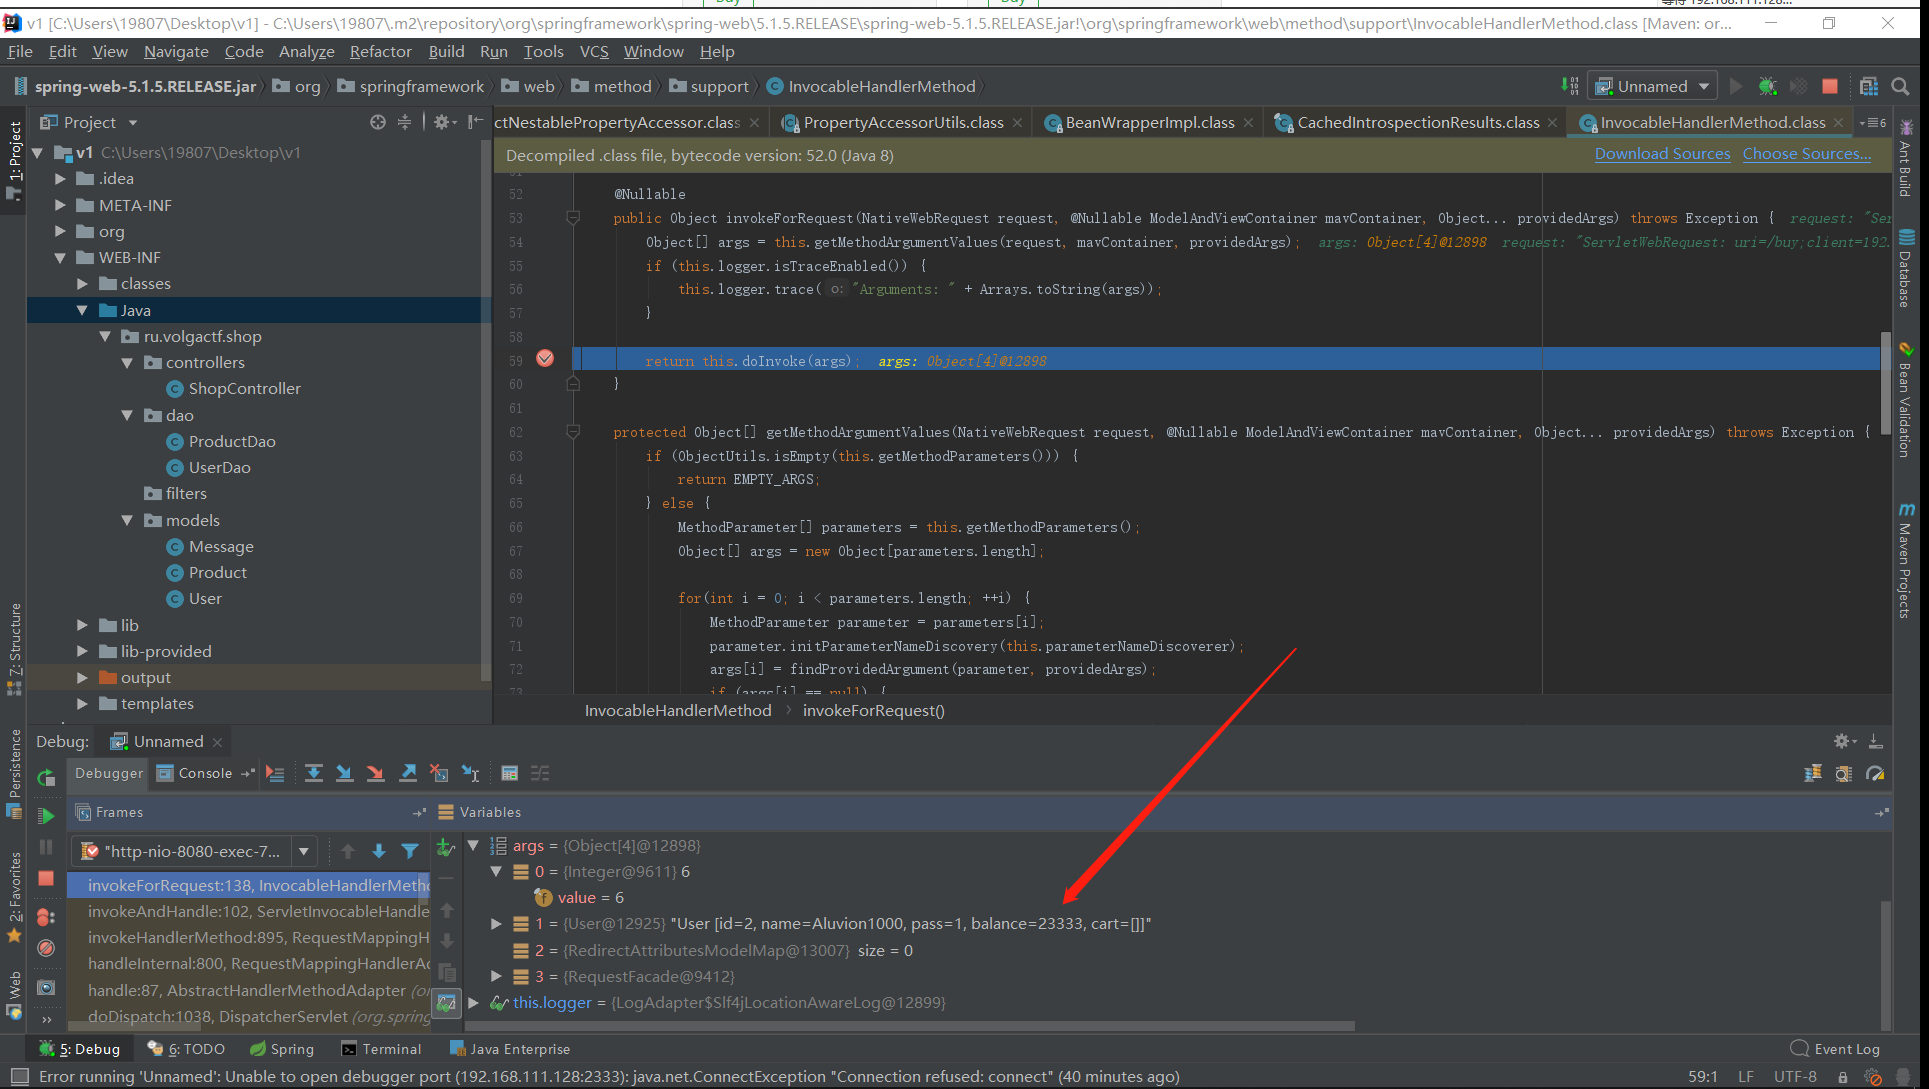 Buy
Buy
v1 [C:\Users\19807\Desktop\v1] - C:\Users\19807\.m2\repository\org\springframework\spring-web\5.1.5.RELEASE\spring-web-5.1.5.RELEASE.jar!\org\springframework\web\method\support\InvocableHandlerMethod.class [Maven: or...
File Edit View Navigate Code Analyze Refactor Build Run Tools VCS Window Help
spring-web-5.1.5.RELEASE.jar org springframework web method support InvocableHandlerMethod Unnamed
Project ctNestablePropertyAccessor.class PropertyAccessorUtils.class BeanWrapperImpl.class CachedIntrospectionResults.class InvocableHandlerMethod.class 6
1: Project
Z: Structure
Persistence
2: Favorites
Web
v1 C:\Users\19807\Desktop\v1
.idea
META-INF
org
WEB-INF
classes
Java
ru.volgactf.shop
controllers
ShopController
dao
ProductDao
UserDao
filters
models
Message
Product
User
lib
lib-provided
output
templates
Decompiled .class file, bytecode version: 52.0 (Java 8) Download Sources Choose Sources...
52 @Nullable
53 public Object invokeForRequest(NativeWebRequest request, @Nullable ModelAndViewContainer mavContainer, Object... providedArgs) throws Exception { request: "Ser
54 Object[] args = this.getMethodArgumentValues(request, mavContainer, providedArgs); args: Object[4]@12898 request: "ServletWebRequest: uri=/buy;client=192.
55 if (this.logger.isTraceEnabled()) {
56 this.logger.trace( o: "Arguments: " + Arrays.toString(args));
57 }
58
59 return this.doInvoke(args); args: Object[4]@12898
60 }
61
62 protected Object[] getMethodArgumentValues(NativeWebRequest request, @Nullable ModelAndViewContainer mavContainer, Object... providedArgs) throws Exception {
63 if (ObjectUtils.isEmpty(this.getMethodParameters())) {
64 return EMPTY_ARGS;
65 } else {
66 MethodParameter[] parameters = this.getMethodParameters();
67 Object[] args = new Object[parameters.length];
68
69 for(int i = 0; i < parameters.length; ++i) {
70 MethodParameter parameter = parameters[i];
71 parameter.initParameterNameDiscovery(this.parameterNameDiscoverer);
72 args[i] = findProvidedArgument(parameter, providedArgs);
73 if (args[i] == null) {
InvocableHandlerMethod invokeForRequest()
Ant Build
Database
Bean Validation
Maven Projects
Debug: Unnamed
Debugger Console
Frames Variables
"http-nio-8080-exec-7...
invokeForRequest:138, InvocableHandlerMetho
invokeAndHandle:102, ServletInvocableHandle
invokeHandlerMethod:895, RequestMappingH
handleInternal:800, RequestMappingHandlerAc
handle:87, AbstractHandlerMethodAdapter (or
doDispatch:1038, DispatcherServlet (org.spring
args = {Object[4]@12898}
0 = {Integer@9611} 6
value = 6
1 = {User@12925} "User [id=2, name=Aluvion1000, pass=1, balance=23333, cart=[]]"
2 = {RedirectAttributesModelMap@13007} size = 0
3 = {RequestFacade@9412}
this.logger = {LogAdapter$Slf4jLocationAwareLog@12899}
5: Debug 6: TODO Spring Terminal Java Enterprise Event Log
Error running 'Unnamed': Unable to open debugger port (192.168.111.128:2333): java.net.ConnectException "Connection refused: connect" (40 minutes ago) 59:1 LF UTF-8